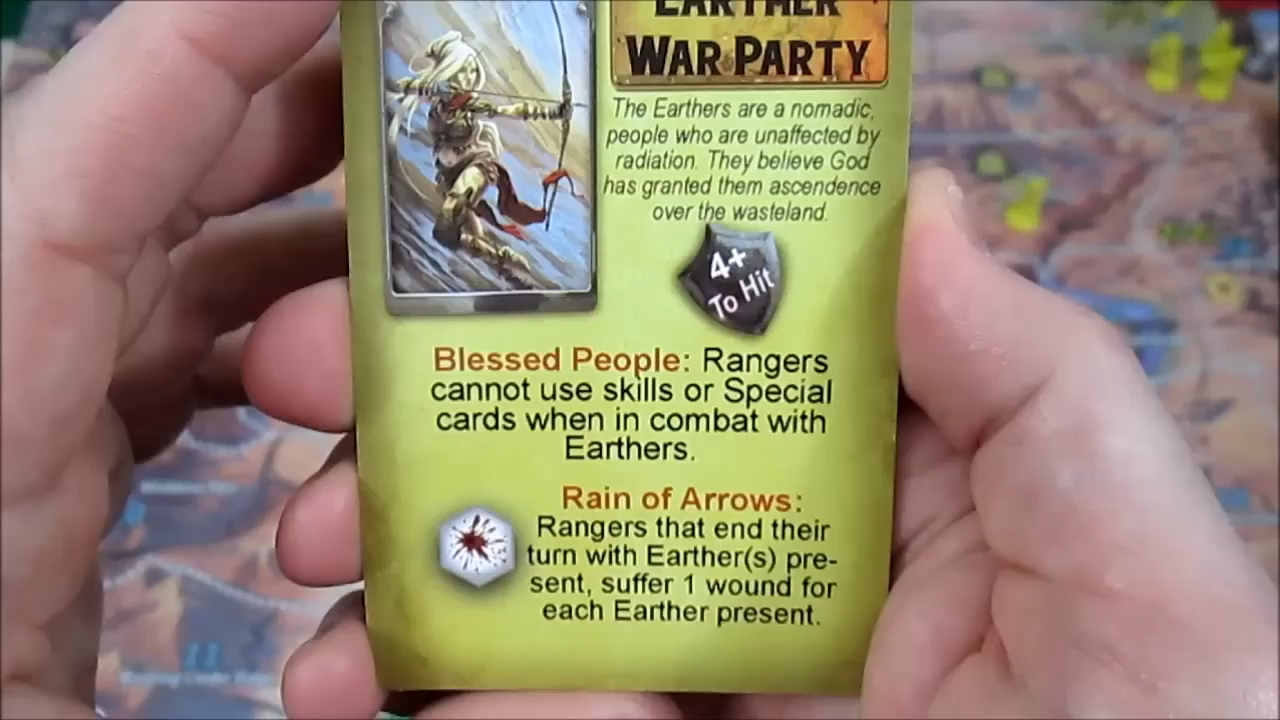 EARTHER
WAR PARTY
The Earthers are a nomadic,
people who are unaffected by
radiation. They believe God
has granted them ascendence
over the wasteland.
4+
To Hit
Blessed People: Rangers
cannot use skills or Special
cards when in combat with
Earthers.
Rain of Arrows:
Rangers that end their
turn with Earther(s) pre-
sent, suffer 1 wound for
each Earther present.